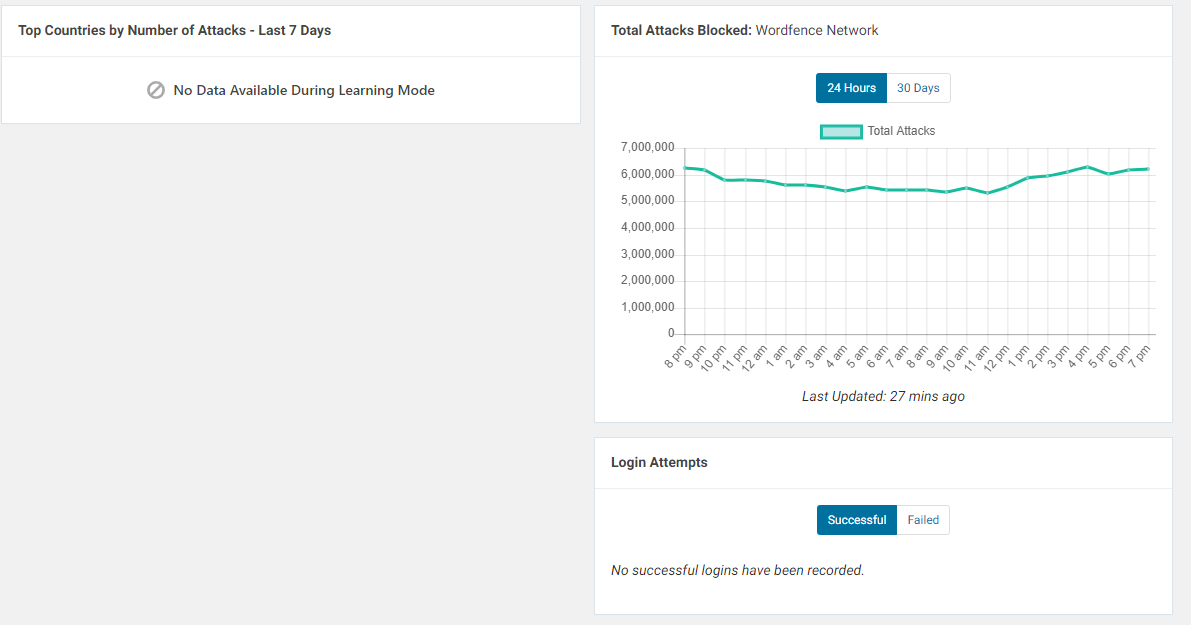 Top Countries by Number of Attacks - Last 7 Days
No Data Available During Learning Mode
Total Attacks Blocked: Wordfence Network
24 Hours 30 Days
Total Attacks
7,000,000
6,000,000
5,000,000
4,000,000
3,000,000
2,000,000
1,000,000
0
8 pm 9 pm 10 pm 11 pm 12 am 1 am 2 am 3 am 4 am 5 am 6 am 7 am 8 am 9 am 10 am 11 am 12 pm 1 pm 2 pm 3 pm 4 pm 5 pm 6 pm 7 pm
Last Updated: 27 mins ago
Login Attempts
Successful Failed
No successful logins have been recorded.